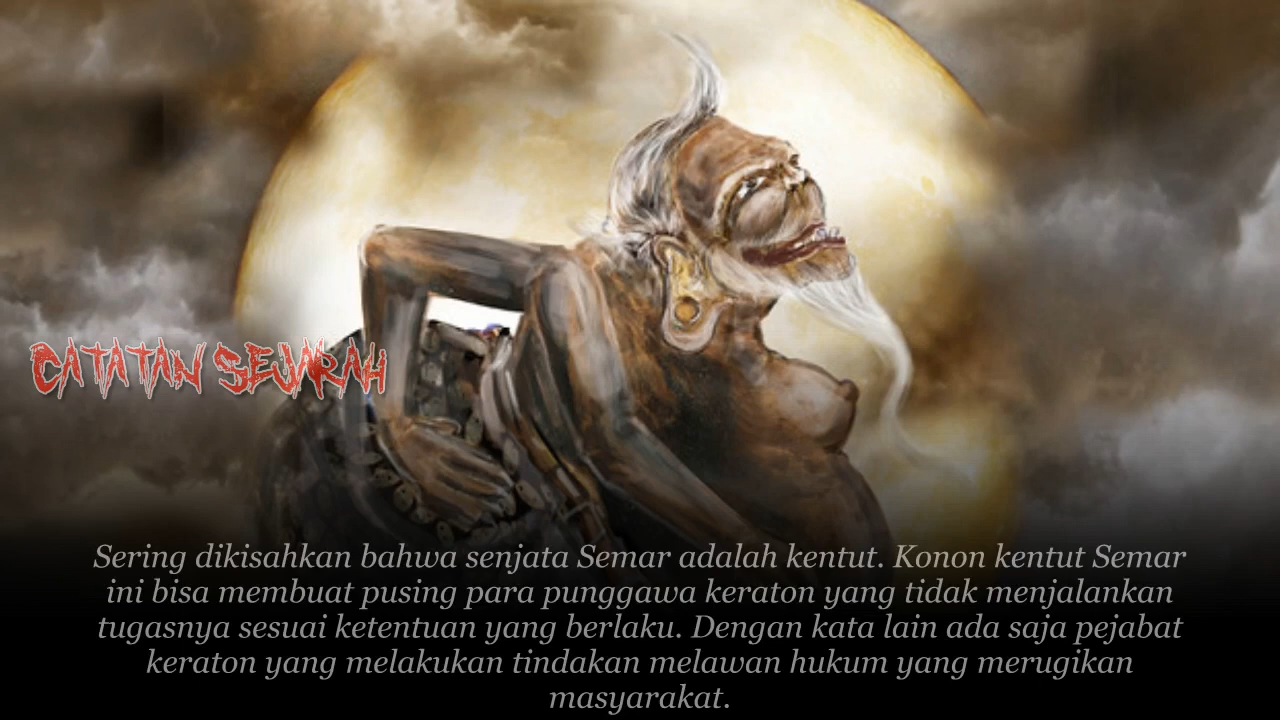 CATATAN SEJARAH
Sering dikisahkan bahwa senjata Semar adalah kentut. Konon kentut Semar
ini bisa membuat pusing para punggawa keraton yang tidak menjalankan
tugasnya sesuai ketentuan yang berlaku. Dengan kata lain ada saja pejabat
keraton yang melakukan tindakan melawan hukum yang merugikan
masyarakat.